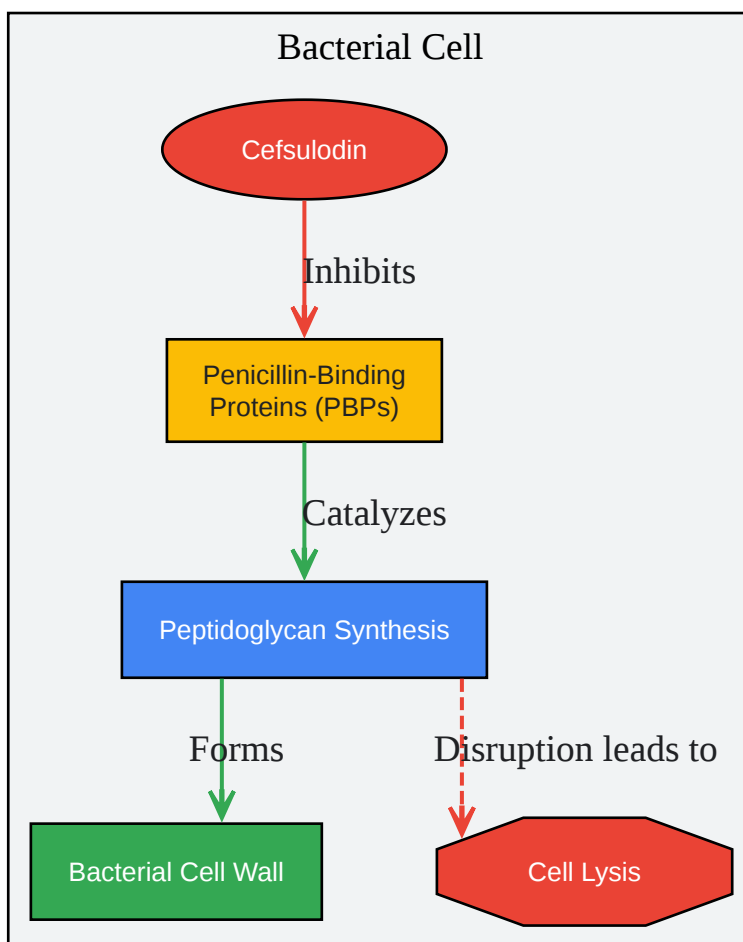 Bacterial Cell
Cefsulodin
Inhibits
Penicillin-Binding
Proteins (PBPs)
Catalyzes
Peptidoglycan Synthesis
Forms
Disruption leads to
Bacterial Cell Wall
Cell Lysis